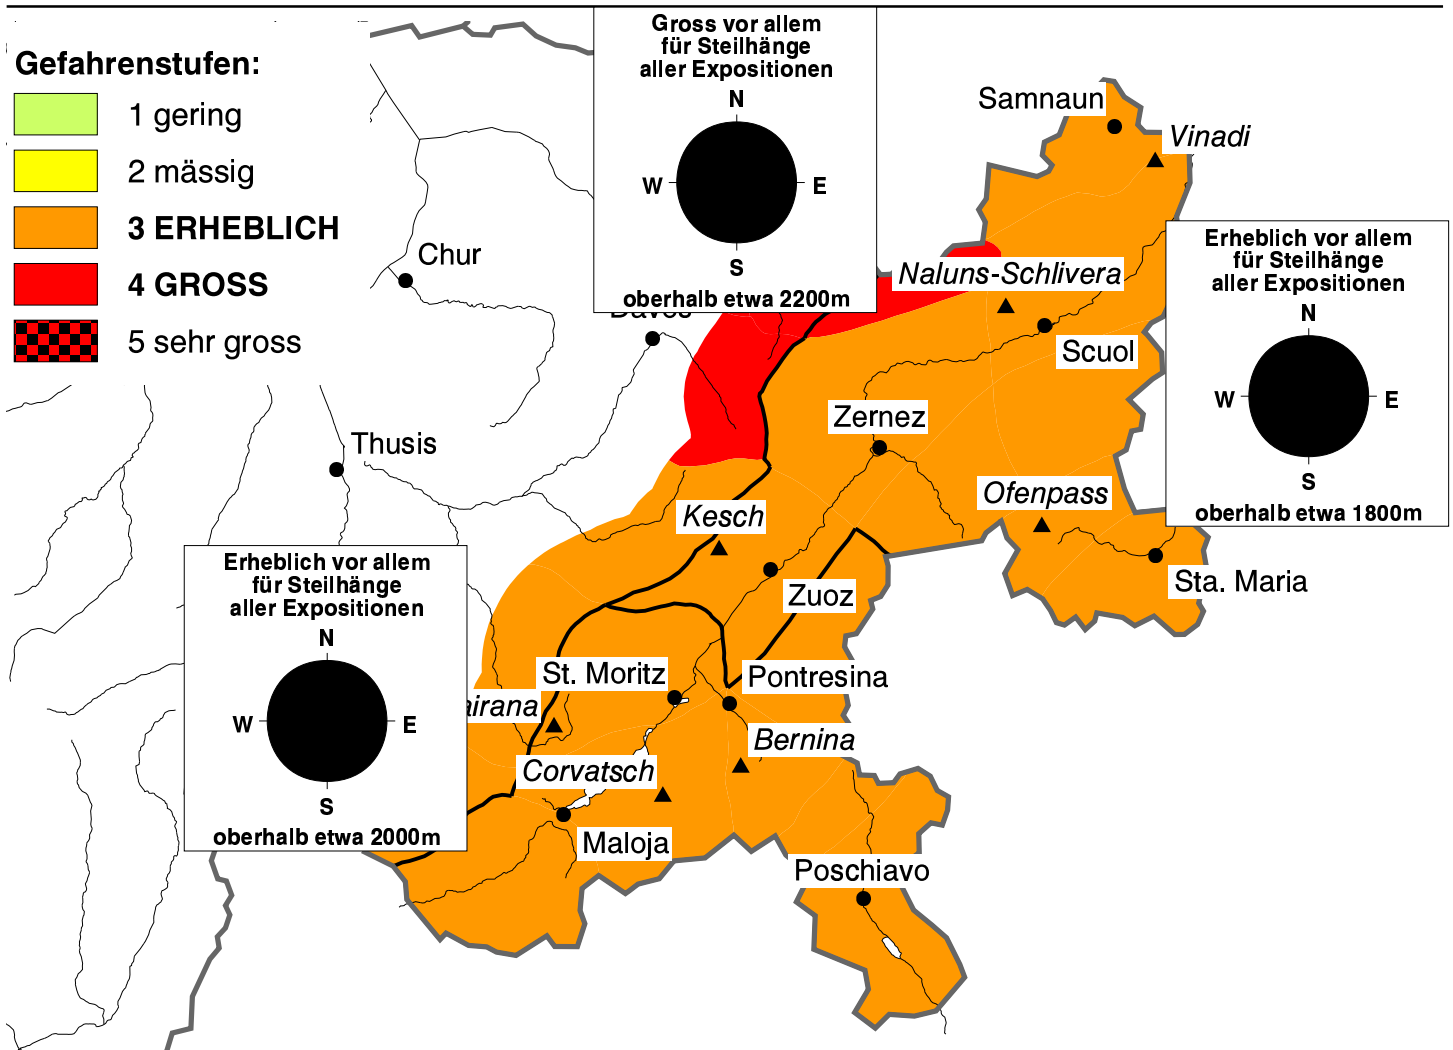 Gefahrenstufen:
1 gering
2 mässig
3 ERHEBLICH
4 GROSS
5 sehr gross
Gross vor allem
für Steilhänge
aller Expositionen
N
W
E
S
oberhalb etwa 2200m
Samnaun
Vinadi
Erheblich vor allem
für Steilhänge
aller Expositionen
N
W
E
S
oberhalb etwa 1800m
Chur
Naluns-Schlivera
Davos
Scuol
Thusis
Zernez
Ofenpass
Kesch
Sta. Maria
Zuoz
Erheblich vor allem
für Steilhänge
aller Expositionen
N
W
E
S
oberhalb etwa 2000m
St. Moritz
Pontresina
airana
Bernina
Corvatsch
Maloja
Poschiavo